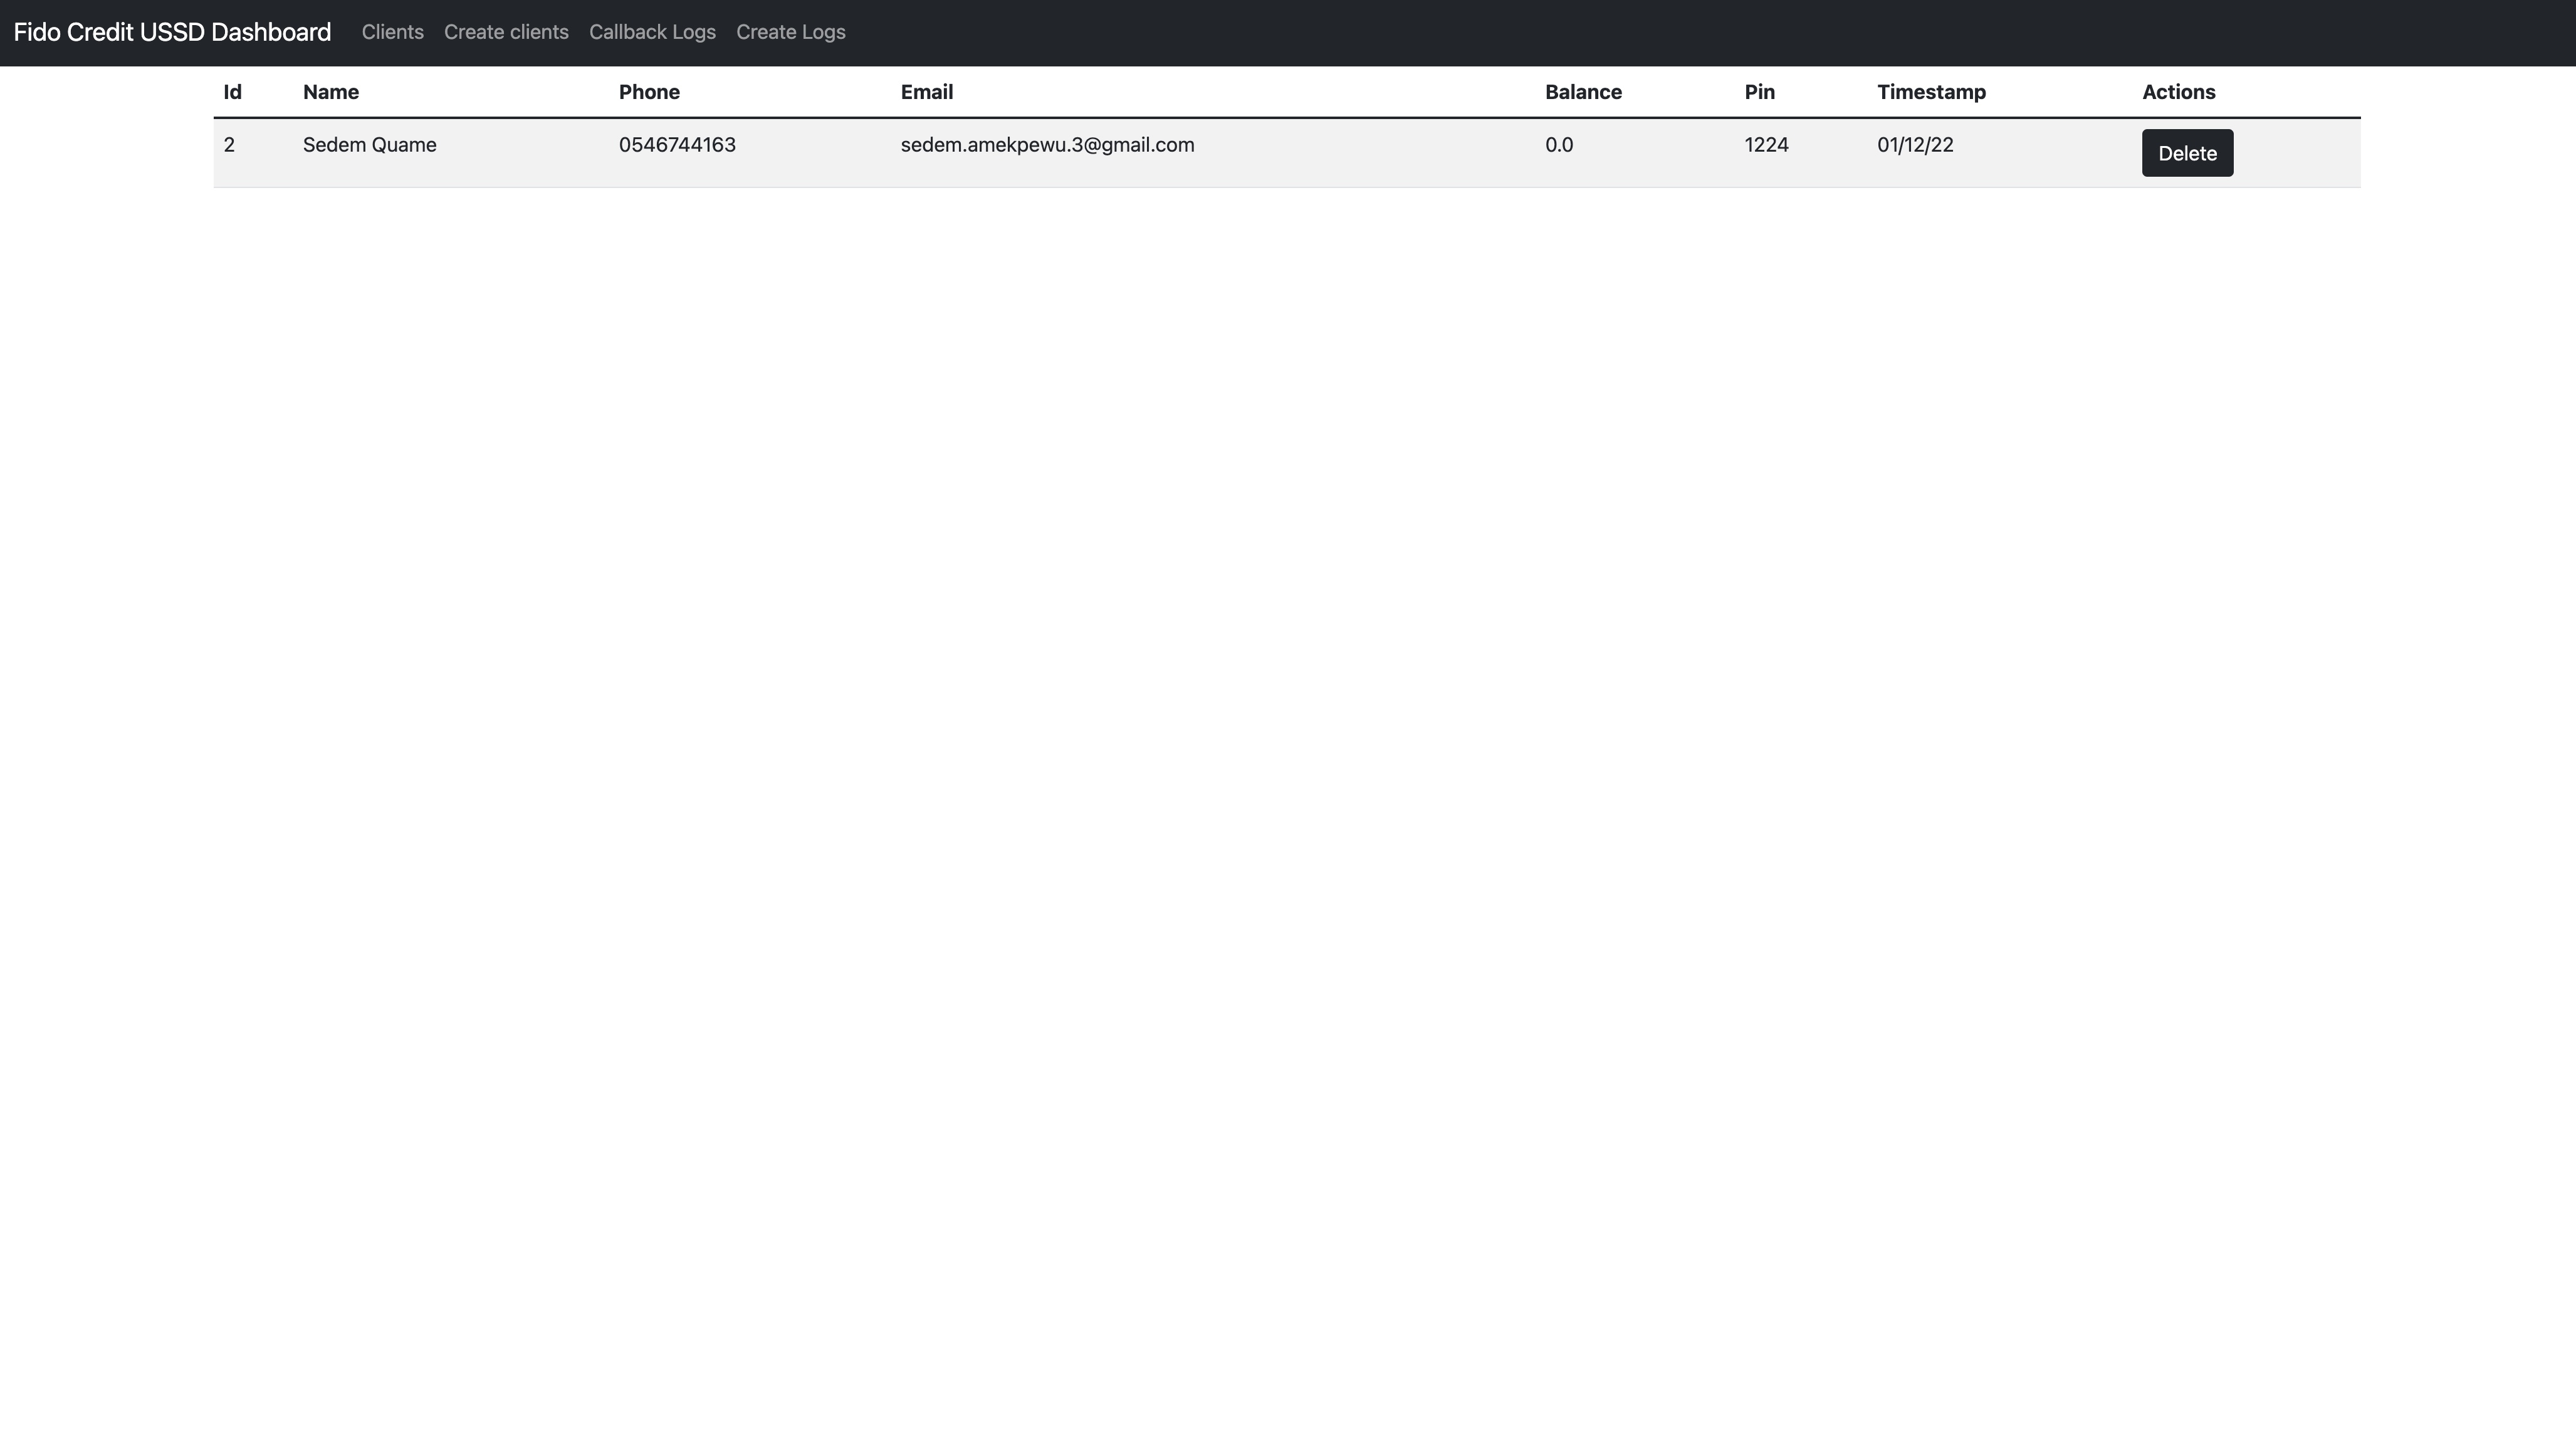 Fido Credit USSD Dashboard Clients Create clients Callback Logs Create Logs
Id Name Phone Email Balance Pin Timestamp Actions
2 Sedem Quame 0546744163 sedem.amekpewu.3@gmail.com 0.0 1224 01/12/22 Delete